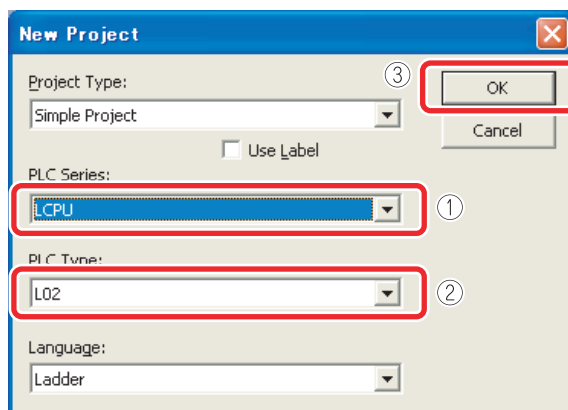 New Project
Project Type:
③
OK
Simple Project
Cancel
Use Label
PLC Series:
LCPU
①
PLC Type:
L02
②
Language:
Ladder